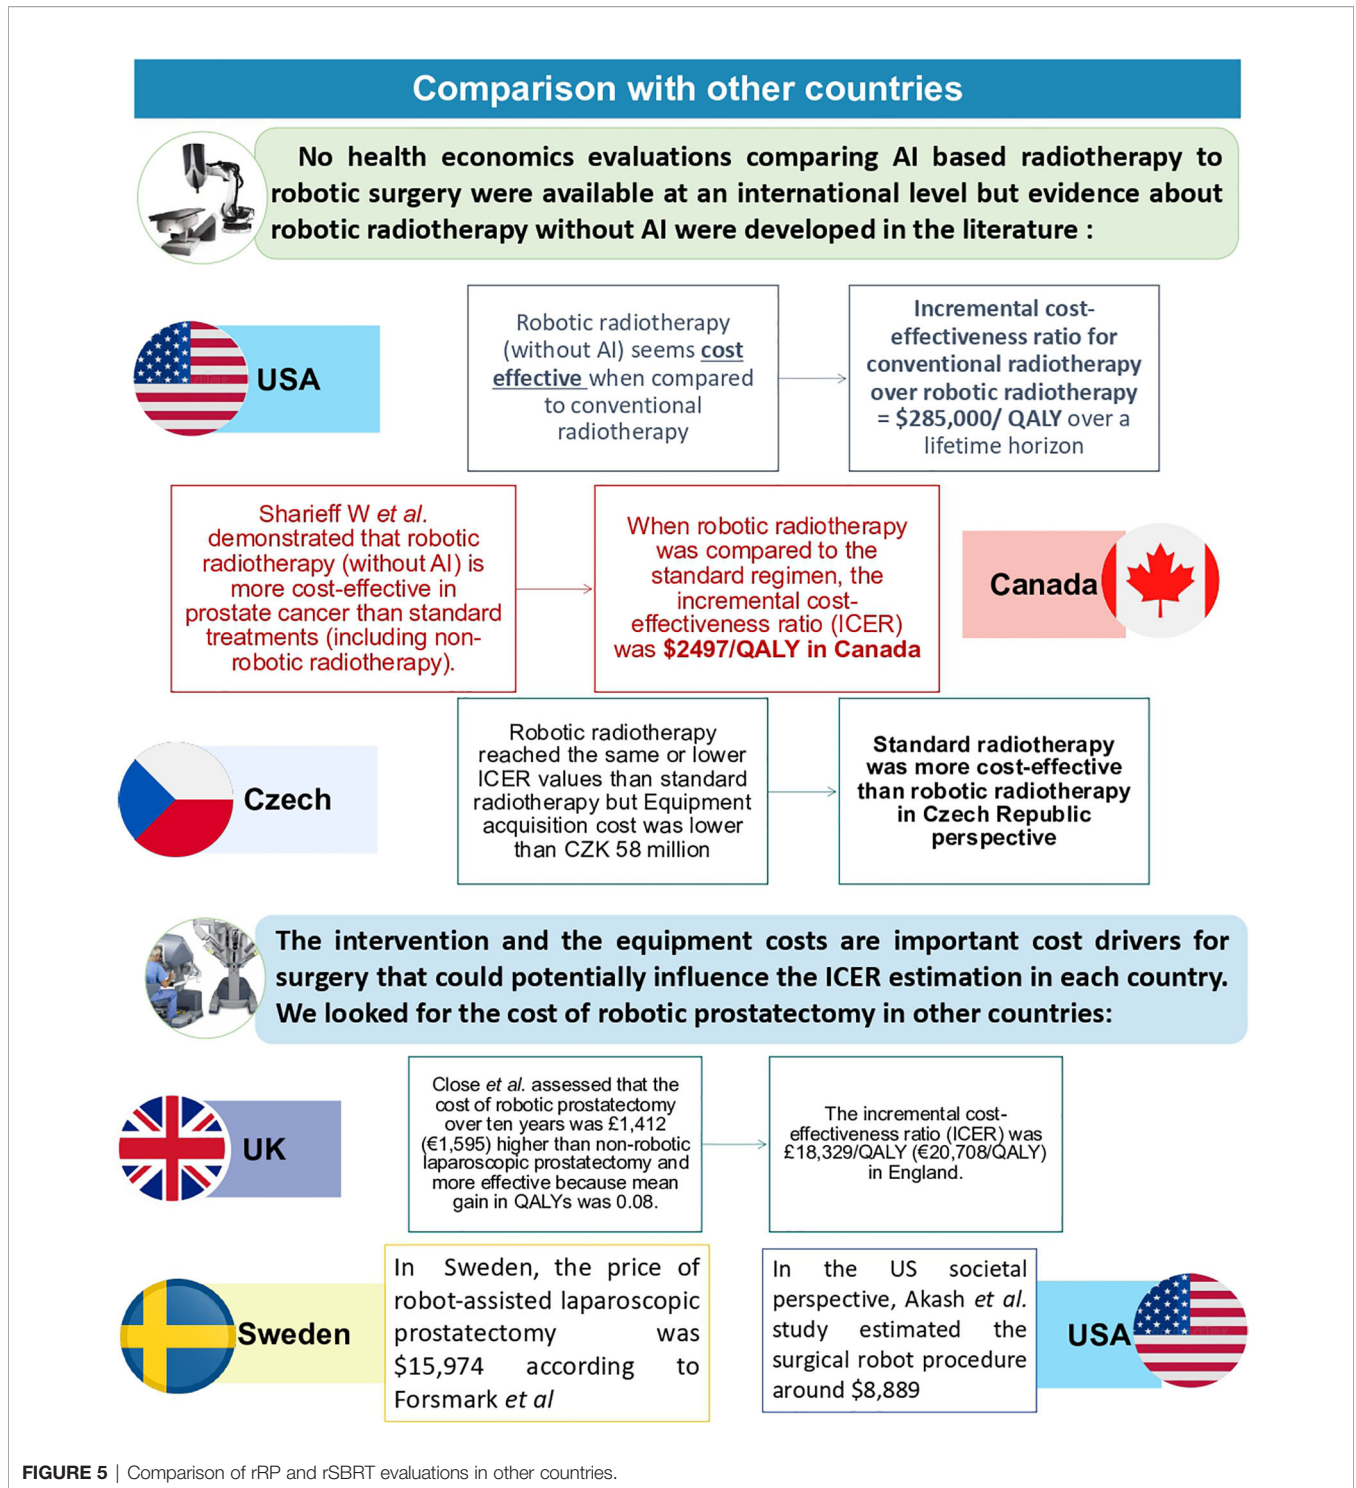 Comparison with other countries
No health economics evaluations comparing AI based radiotherapy to
robotic surgery were available at an international level but evidence about
robotic radiotherapy without AI were developed in the literature :
USA
Robotic radiotherapy
(without AI) seems cost
effective when compared
to conventional
radiotherapy
Incremental cost-
effectiveness ratio for
conventional radiotherapy
over robotic radiotherapy
= $285,000/ QALY over a
lifetime horizon
Sharieff W et al.
demonstrated that robotic
radiotherapy (without AI) is
more cost-effective in
prostate cancer than standard
treatments (including non-
robotic radiotherapy).
When robotic radiotherapy
was compared to the
standard regimen, the
incremental cost-
effectiveness ratio (ICER)
was $2497/QALY in Canada
Canada
Czech
Robotic radiotherapy
reached the same or lower
ICER values than standard
radiotherapy but Equipment
acquisition cost was lower
than CZK 58 million
Standard radiotherapy
was more cost-effective
than robotic radiotherapy
in Czech Republic
perspective
The intervention and the equipment costs are important cost drivers for
surgery that could potentially influence the ICER estimation in each country.
We looked for the cost of robotic prostatectomy in other countries:
UK
Close et al. assessed that the
cost of robotic prostatectomy
over ten years was £1,412
(€1,595) higher than non-robotic
laparoscopic prostatectomy and
more effective because mean
gain in QALYs was 0.08.
The incremental cost-
effectiveness ratio (ICER) was
£18,329/QALY (€20,708/QALY)
in England.
Sweden
In Sweden, the price of
robot-assisted laparoscopic
prostatectomy was
$15,974 according to
Forsmark et al
In the US societal
perspective, Akash et al.
study estimated the
surgical robot procedure
around $8,889
USA
FIGURE 5 | Comparison of rRP and rSBRT evaluations in other countries.